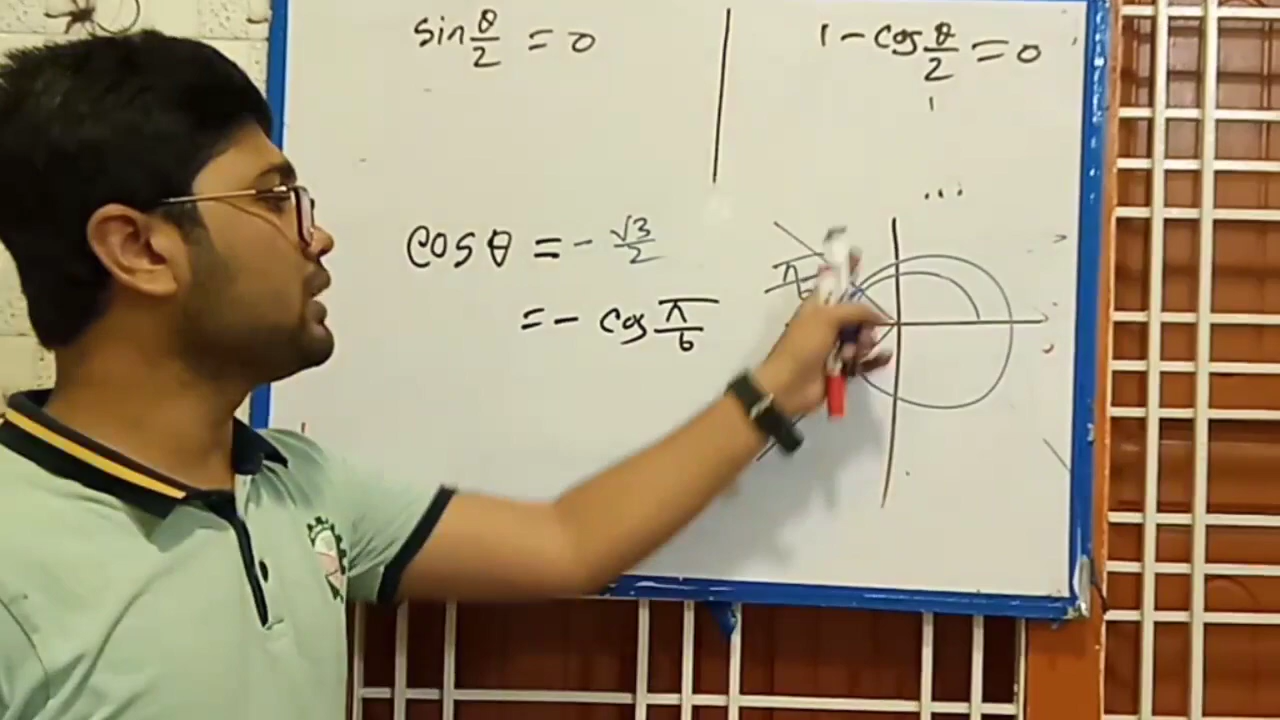 sin θ/2 = 0
1 - cos θ/2 = 0
cos θ = - √3/2
= - cos π/6